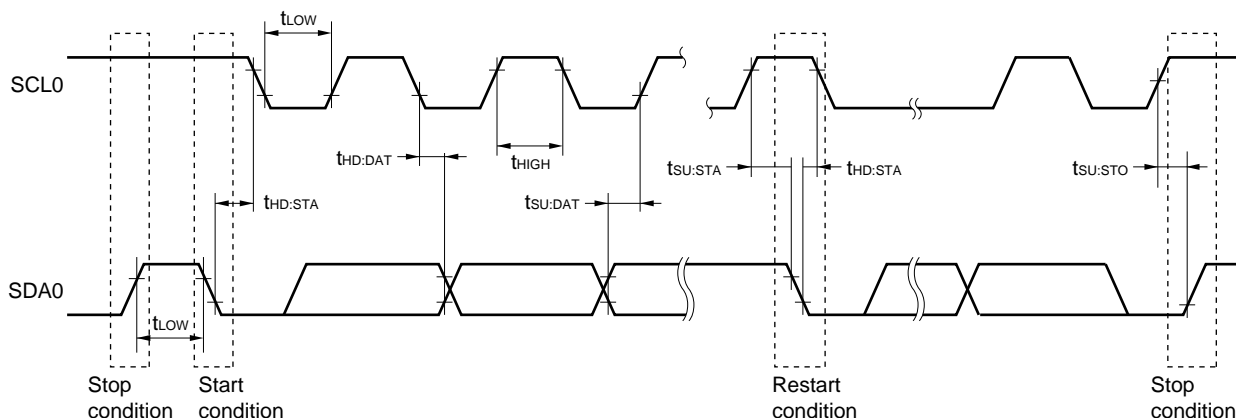 tLOW
SCL0
tHD:DAT
tHIGH
tSU:STA
tHD:STA
tSU:STO
tHD:STA
tSU:DAT
SDA0
tLOW
Stop
condition
Start
condition
Restart
condition
Stop
condition